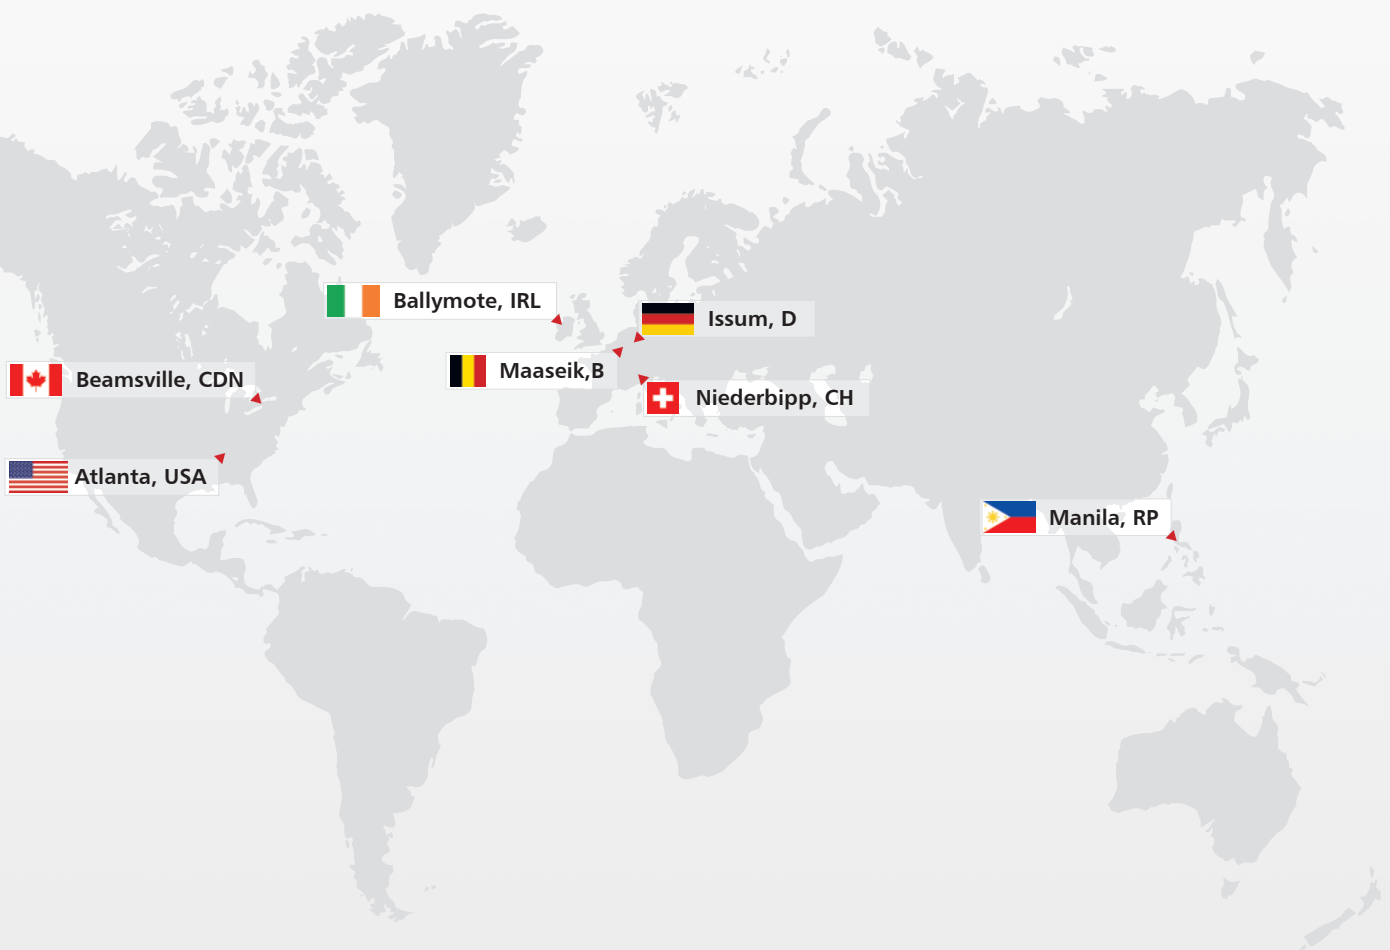 Ballymote, IRL
Issum, D
Maaseik,B
Beamsville, CDN
Niederbipp, CH
Atlanta, USA
Manila, RP